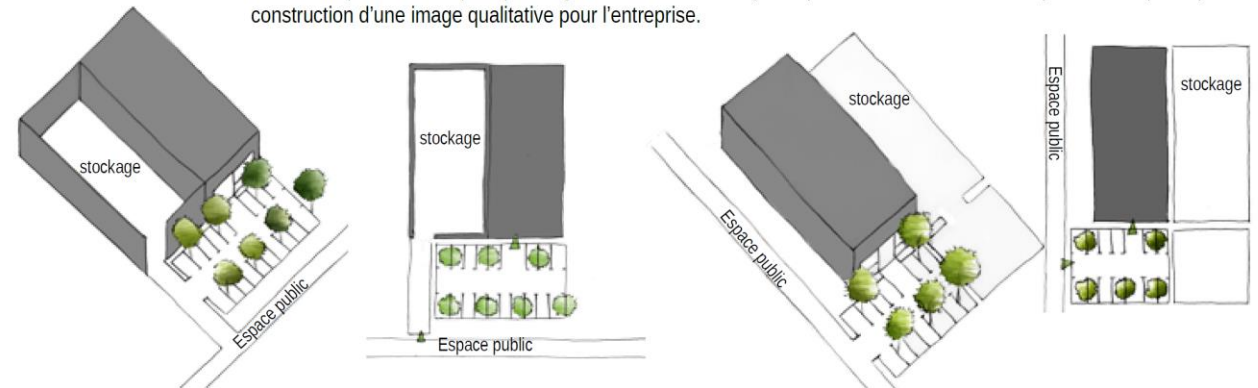 construction d’une image qualitative pour l’entreprise.
stockage
Espace public
stockage
Espace public
stockage
Espace public
stockage
Espace public